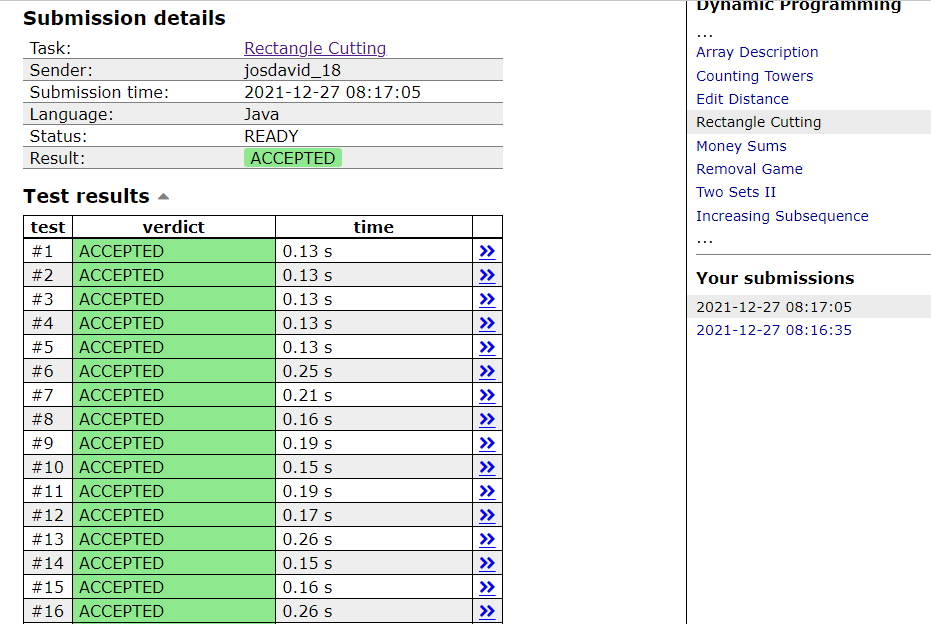 Submission details
Task: Rectangle Cutting
Sender: josdavid_18
Submission time: 2021-12-27 08:17:05
Language: Java
Status: READY
Result: ACCEPTED
Test results
test verdict time
#1 ACCEPTED 0.13 s »
#2 ACCEPTED 0.13 s »
#3 ACCEPTED 0.13 s »
#4 ACCEPTED 0.13 s »
#5 ACCEPTED 0.13 s »
#6 ACCEPTED 0.25 s »
#7 ACCEPTED 0.21 s »
#8 ACCEPTED 0.16 s »
#9 ACCEPTED 0.19 s »
#10 ACCEPTED 0.15 s »
#11 ACCEPTED 0.19 s »
#12 ACCEPTED 0.17 s »
#13 ACCEPTED 0.26 s »
#14 ACCEPTED 0.15 s »
#15 ACCEPTED 0.16 s »
#16 ACCEPTED 0.26 s »
Dynamic Programming
...
Array Description
Counting Towers
Edit Distance
Rectangle Cutting
Money Sums
Removal Game
Two Sets II
Increasing Subsequence
...
Your submissions
2021-12-27 08:17:05
2021-12-27 08:16:35